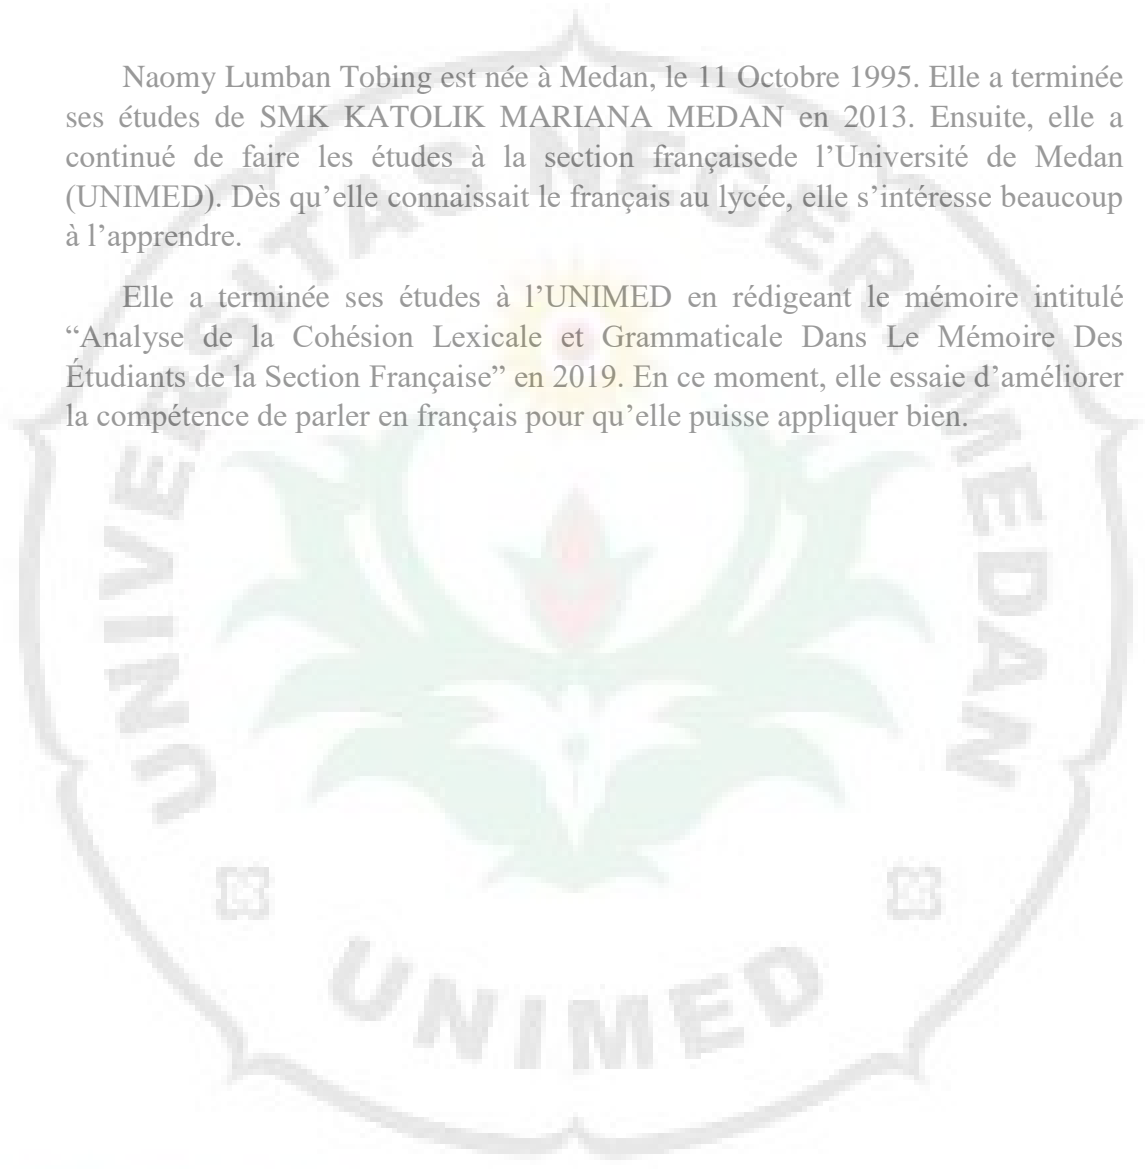 Naomy Lumban Tobing est née à Medan, le 11 Octobre 1995. Elle a terminée
ses études de SMK KATOLIK MARIANA MEDAN en 2013. Ensuite, elle a
continué de faire les études à la section françaisede l’Université de Medan
(UNIMED). Dès qu’elle connaissait le français au lycée, elle s’intéresse beaucoup
à l’apprendre.
Elle a terminée ses études à l’UNIMED en rédigeant le mémoire intitulé
“Analyse de la Cohésion Lexicale et Grammaticale Dans Le Mémoire Des
Étudiants de la Section Française” en 2019. En ce moment, elle essaie d’améliorer
la compétence de parler en français pour qu’elle puisse appliquer bien.
UNIVERSITAS NEGERI MEDAN
UNIMED